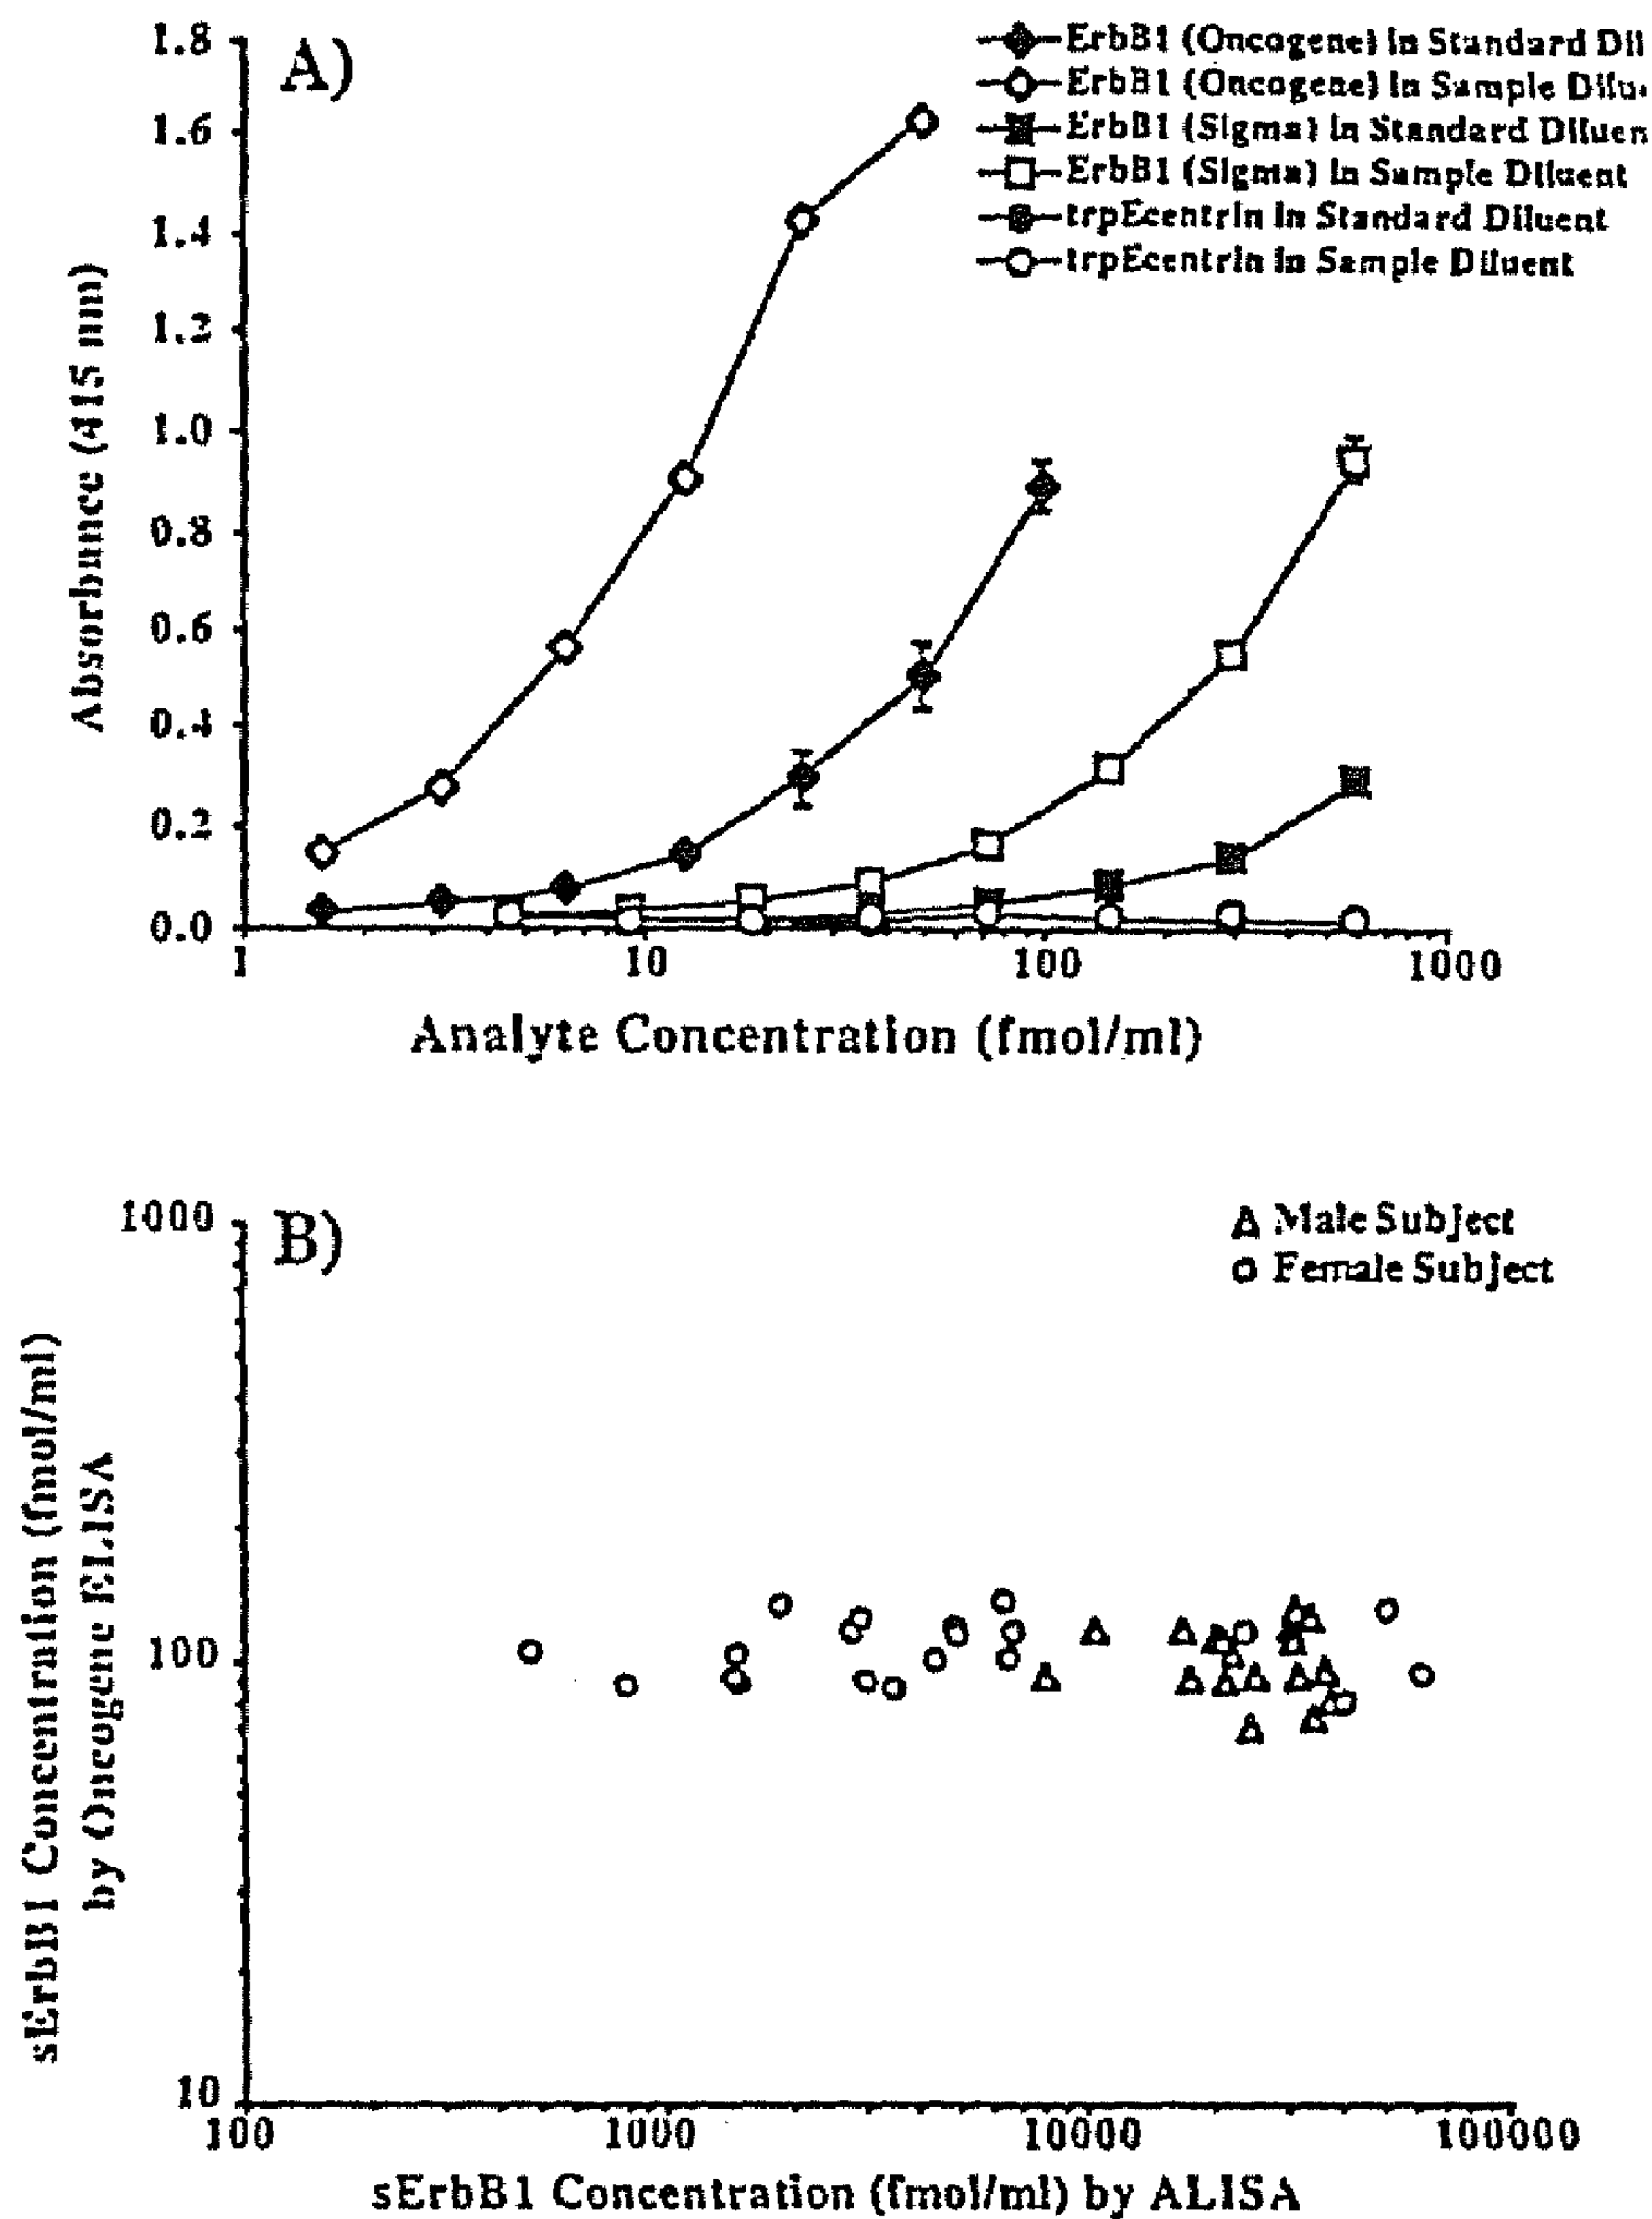 A)
ErbB1 (Oncogene) in Standard Dil
ErbB1 (Oncogene) in Sample Dilu
ErbB1 (Sigma) in Standard Diluen
ErbB1 (Sigma) in Sample Diluent
trpEcentrin in Standard Diluent
trpEcentrin in Sample Diluent
Absorbance (415 nm)
1.8
1.6
1.4
1.2
1.0
0.8
0.6
0.4
0.2
0.0
1
10
100
1000
Analyte Concentration (fmol/ml)
B)
Male Subject
Female Subject
sErbB1 Concentration (fmol/ml)
by Oncogene ELISA
1000
100
10
100
1000
10000
100000
sErbB1 Concentration (fmol/ml) by ALISA